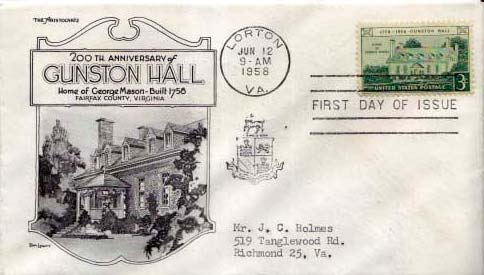 THE ARISTOCRATS
200TH ANNIVERSARY of
GUNSTON HALL
Home of George Mason - Built 1758
FAIRFAX COUNTY, VIRGINIA
LORTON
JUN 12
9-AM
1958
VA.
1758-1958-GUNSTON HALL
3¢
UNITED STATES POSTAGE
FIRST DAY OF ISSUE
Mr. J. C. Holmes
519 Tanglewood Rd.
Richmond 25, Va.